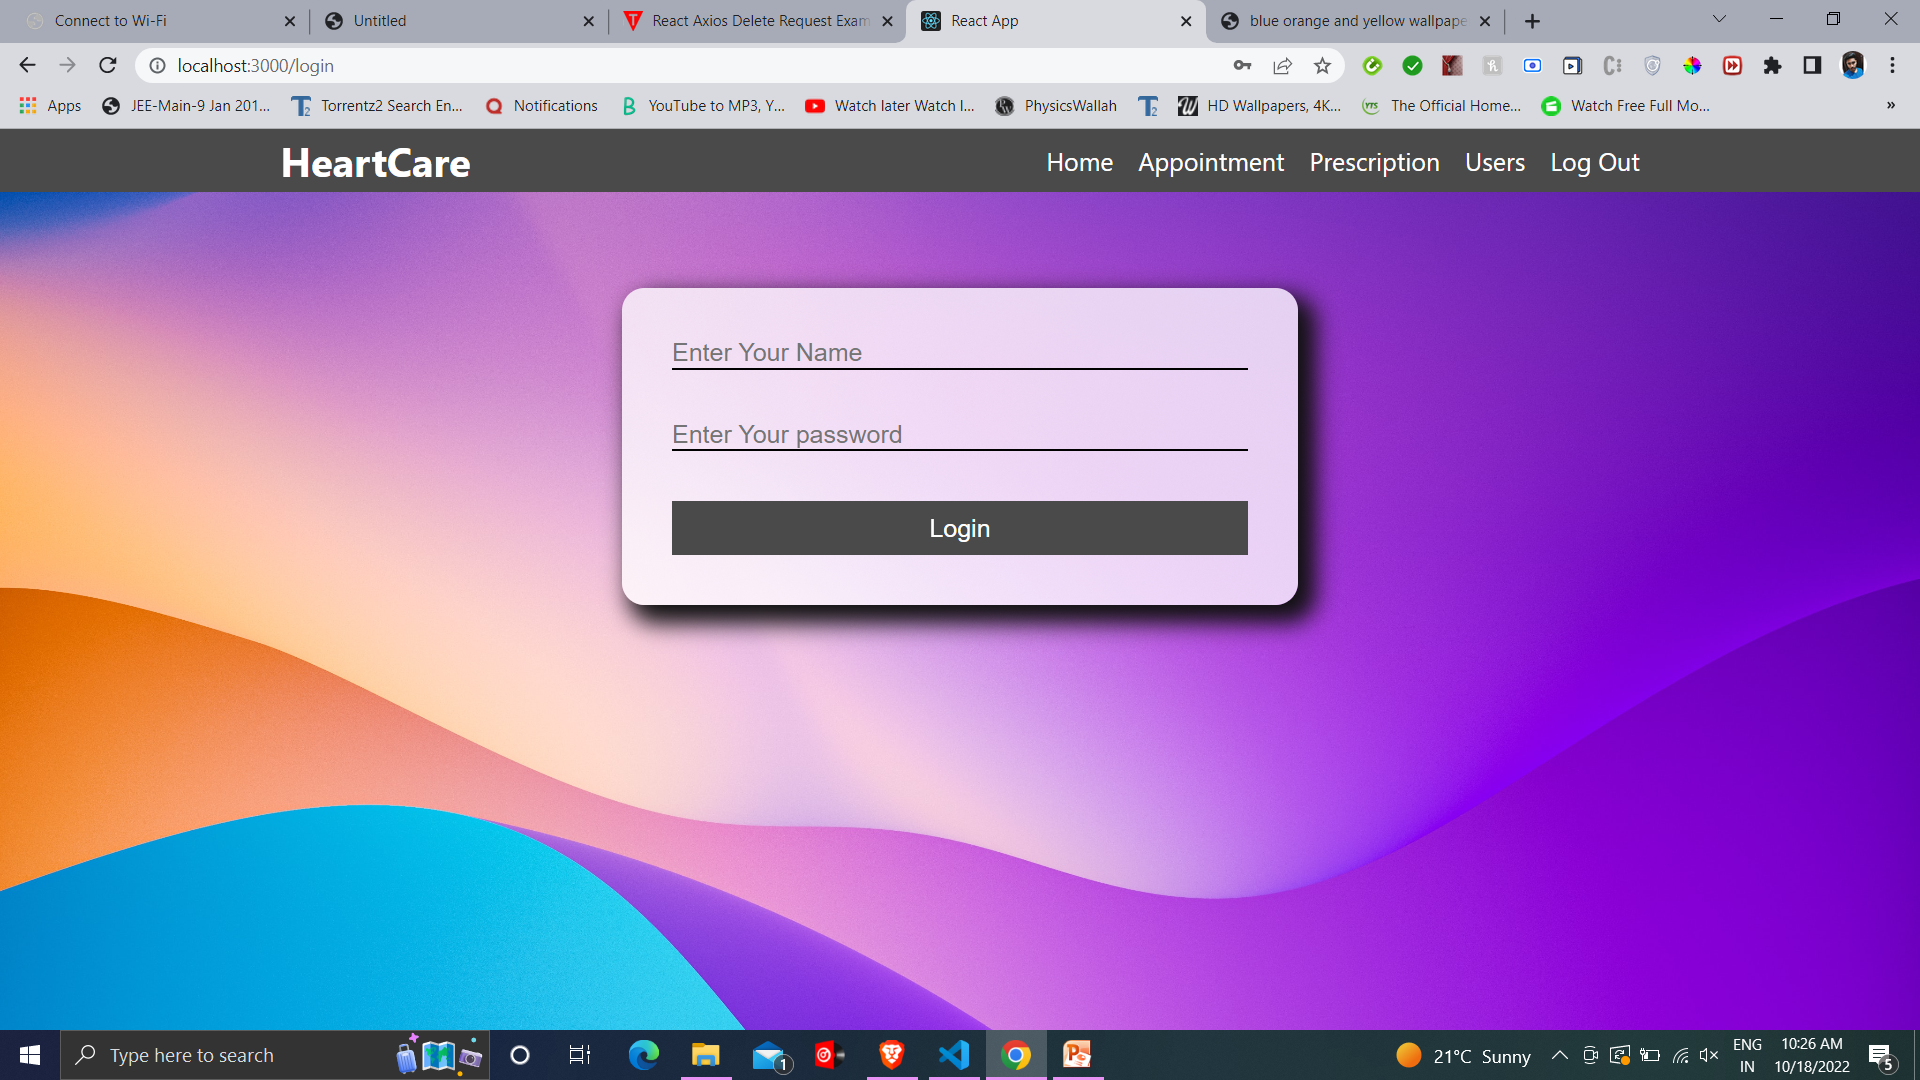 Connect to Wi-Fi
Untitled
React Axios Delete Request Exam
React App
blue orange and yellow wallpape
localhost:3000/login
Apps
JEE-Main-9 Jan 201...
Torrentz2 Search En...
Notifications
YouTube to MP3, Y...
Watch later Watch l...
PhysicsWallah
HD Wallpapers, 4K...
The Official Home...
Watch Free Full Mo...
»
HeartCare
Home
Appointment
Prescription
Users
Log Out
Enter Your Name
Enter Your password
Login
Type here to search
1
21°C Sunny
ENG
IN
10:26 AM
10/18/2022
5